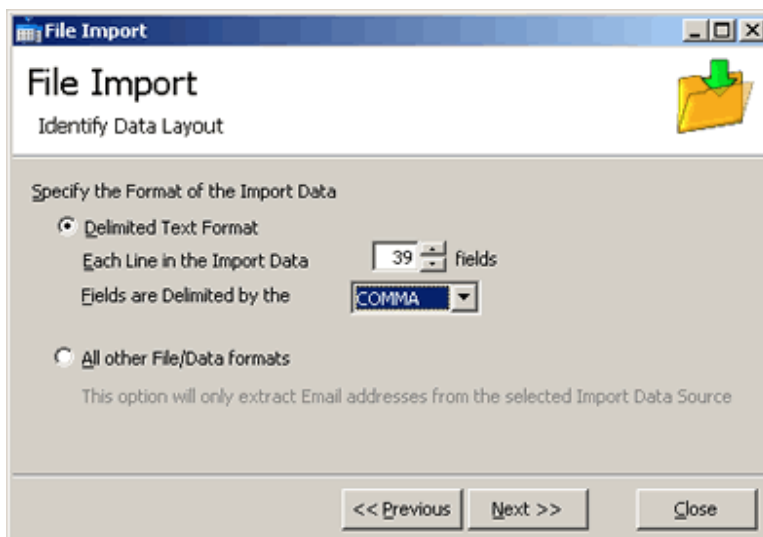 File Import
File Import
Identify Data Layout
Specify the Format of the Import Data
Delimited Text Format
Each Line in the Import Data 39 fields
Fields are Delimited by the COMMA
All other File/Data formats
This option will only extract Email addresses from the selected Import Data Source
<< Previous Next >> Close